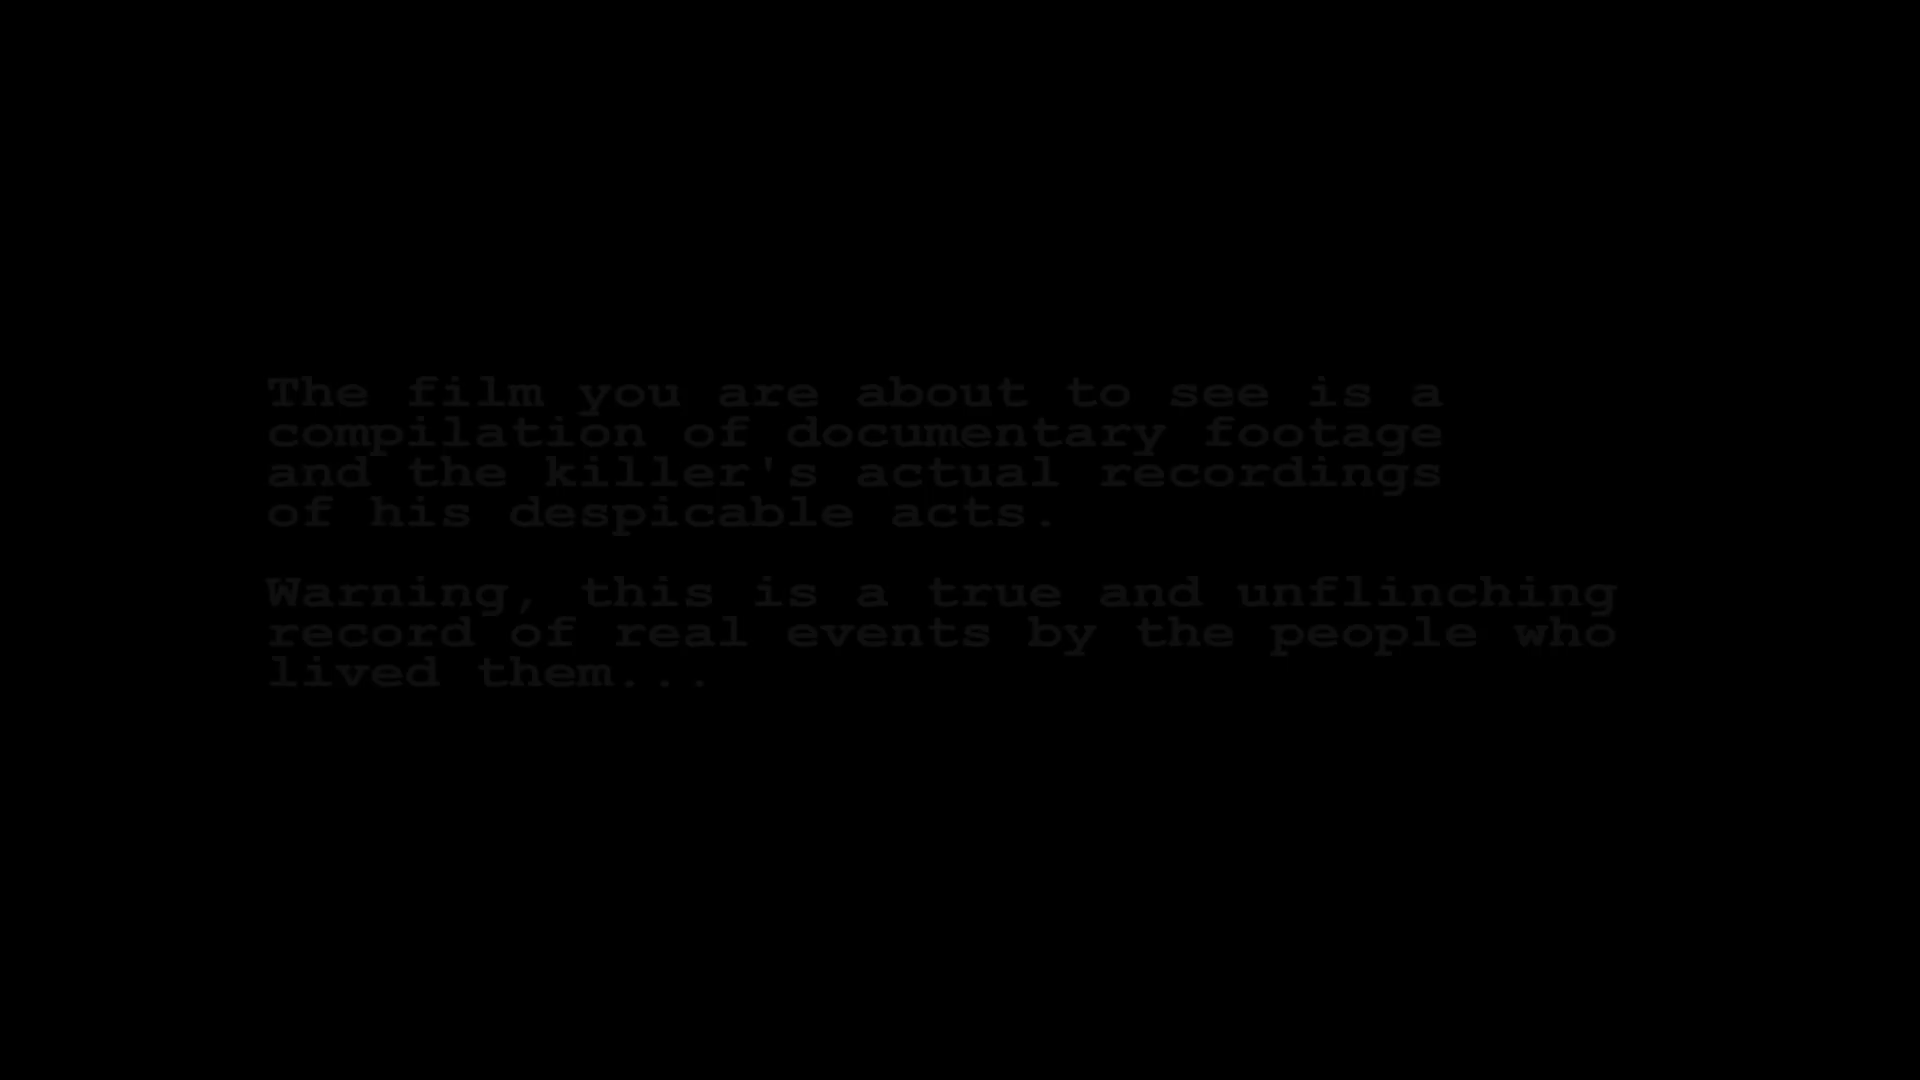 The film you are about to see is a
compilation of documentary footage
and the killer's actual recordings
of his despicable acts.
Warning, this is a true and unflinching
record of real events by the people who
lived them...